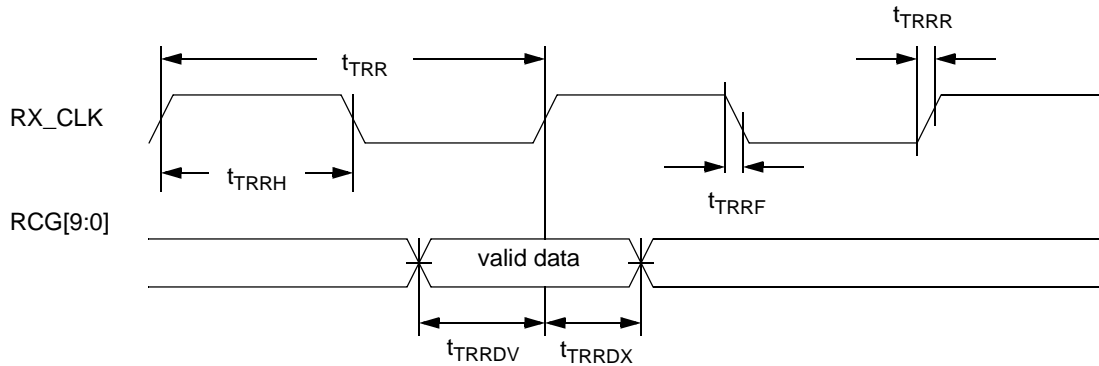 tTRRR
tTRR
RX_CLK
tTRRH
tTRRF
RCG[9:0]
valid data
tTRRDV
tTRRDX